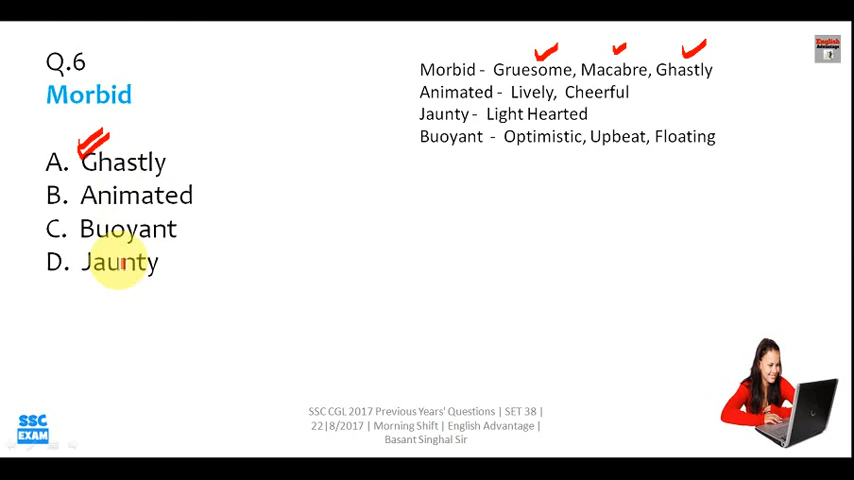 Q.6
Morbid
A. Ghastly
B. Animated
C. Buoyant
D. Jaunty
Morbid - Gruesome, Macabre, Ghastly
Animated - Lively, Cheerful
Jaunty - Light Hearted
Buoyant - Optimistic, Upbeat, Floating
English
Advantage
SSC
EXAM
SSC CGL 2017 Previous Years' Questions | SET 38 |
22|8/2017 | Morning Shift | English Advantage |
Basant Singhal Sir